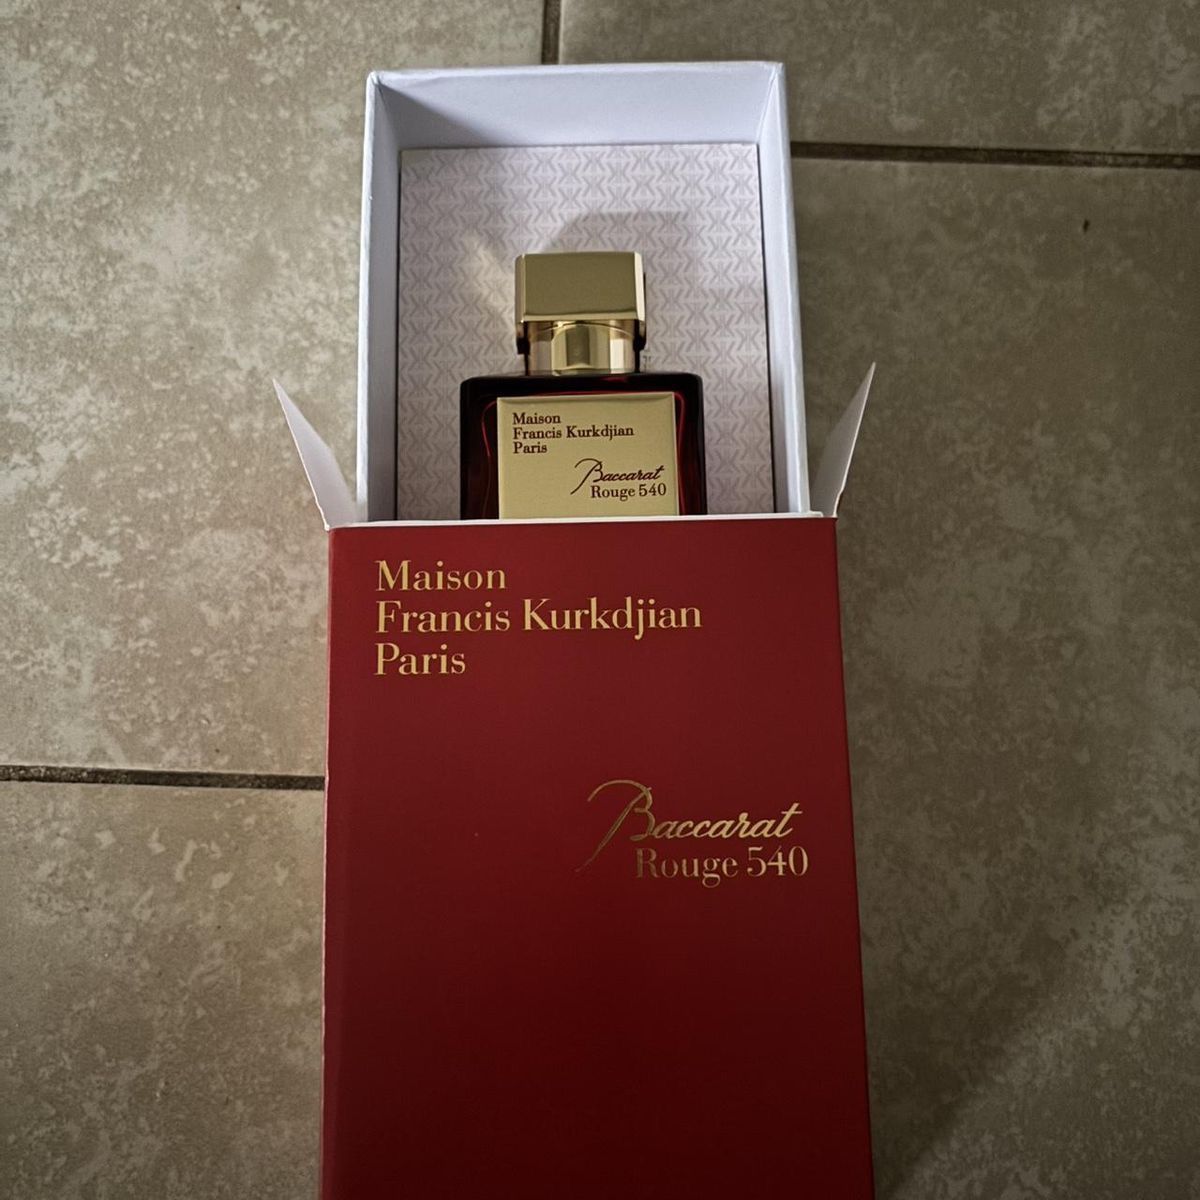 Maison
Francis Kurkdjian
Paris
Baccarat
Rouge 540
Maison
Francis Kurkdjian
Paris
Baccarat
Rouge 540